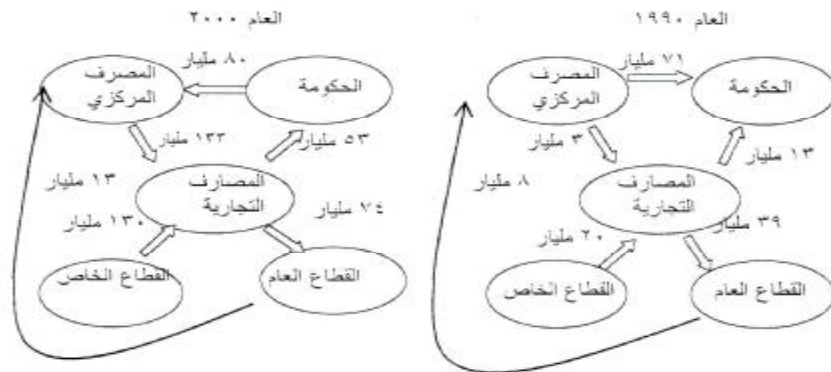 العام ١٩٩٠
٧١ مليار
المصرف
المركزي
الحكومة
٣ مليار
١٣ مليار
٨ مليار
المصارف
التجارية
٢٠ مليار
٣٩ مليار
القطاع الخاص
القطاع العام
العام ٢٠٠٠
٨٠ مليار
المصرف
المركزي
الحكومة
١٣٣ مليار
٥٣ مليار
١٣ مليار
المصارف
التجارية
٧٤ مليار
١٣٠ مليار
القطاع الخاص
القطاع العام